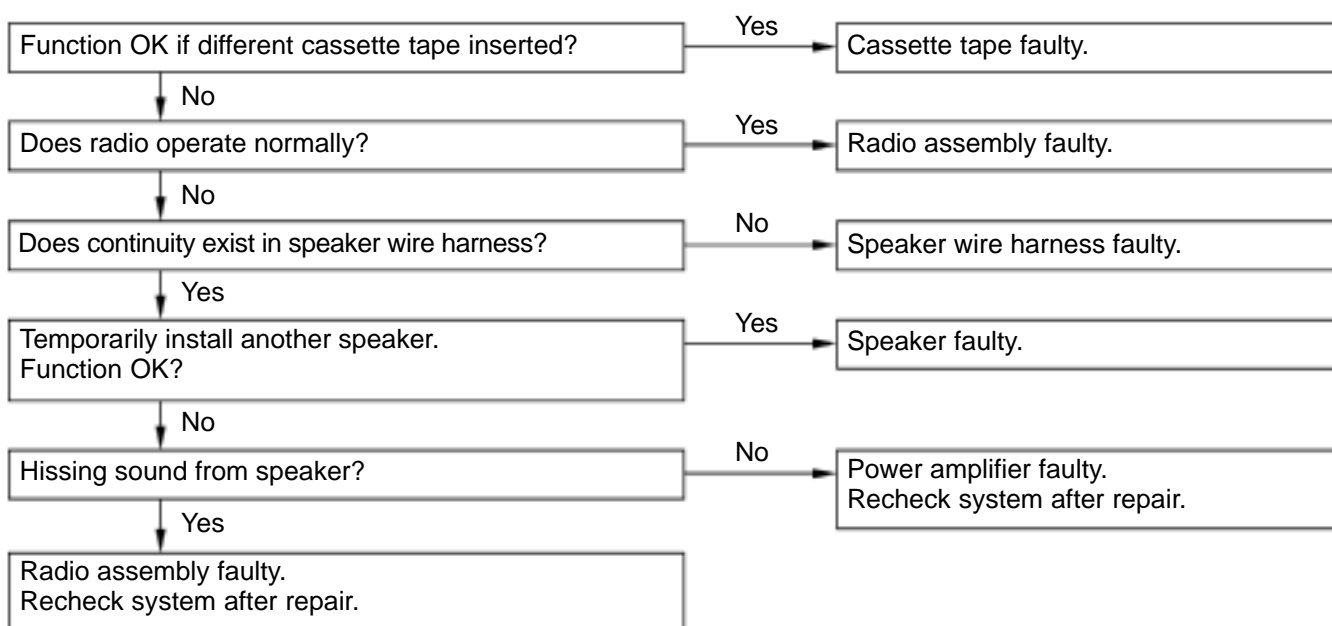 Function OK if different cassette tape inserted?
Yes
Cassette tape faulty.
No
Does radio operate normally?
Yes
Radio assembly faulty.
No
Does continuity exist in speaker wire harness?
No
Speaker wire harness faulty.
Yes
Temporarily install another speaker.
Function OK?
Yes
Speaker faulty.
No
Hissing sound from speaker?
No
Power amplifier faulty.
Recheck system after repair.
Yes
Radio assembly faulty.
Recheck system after repair.